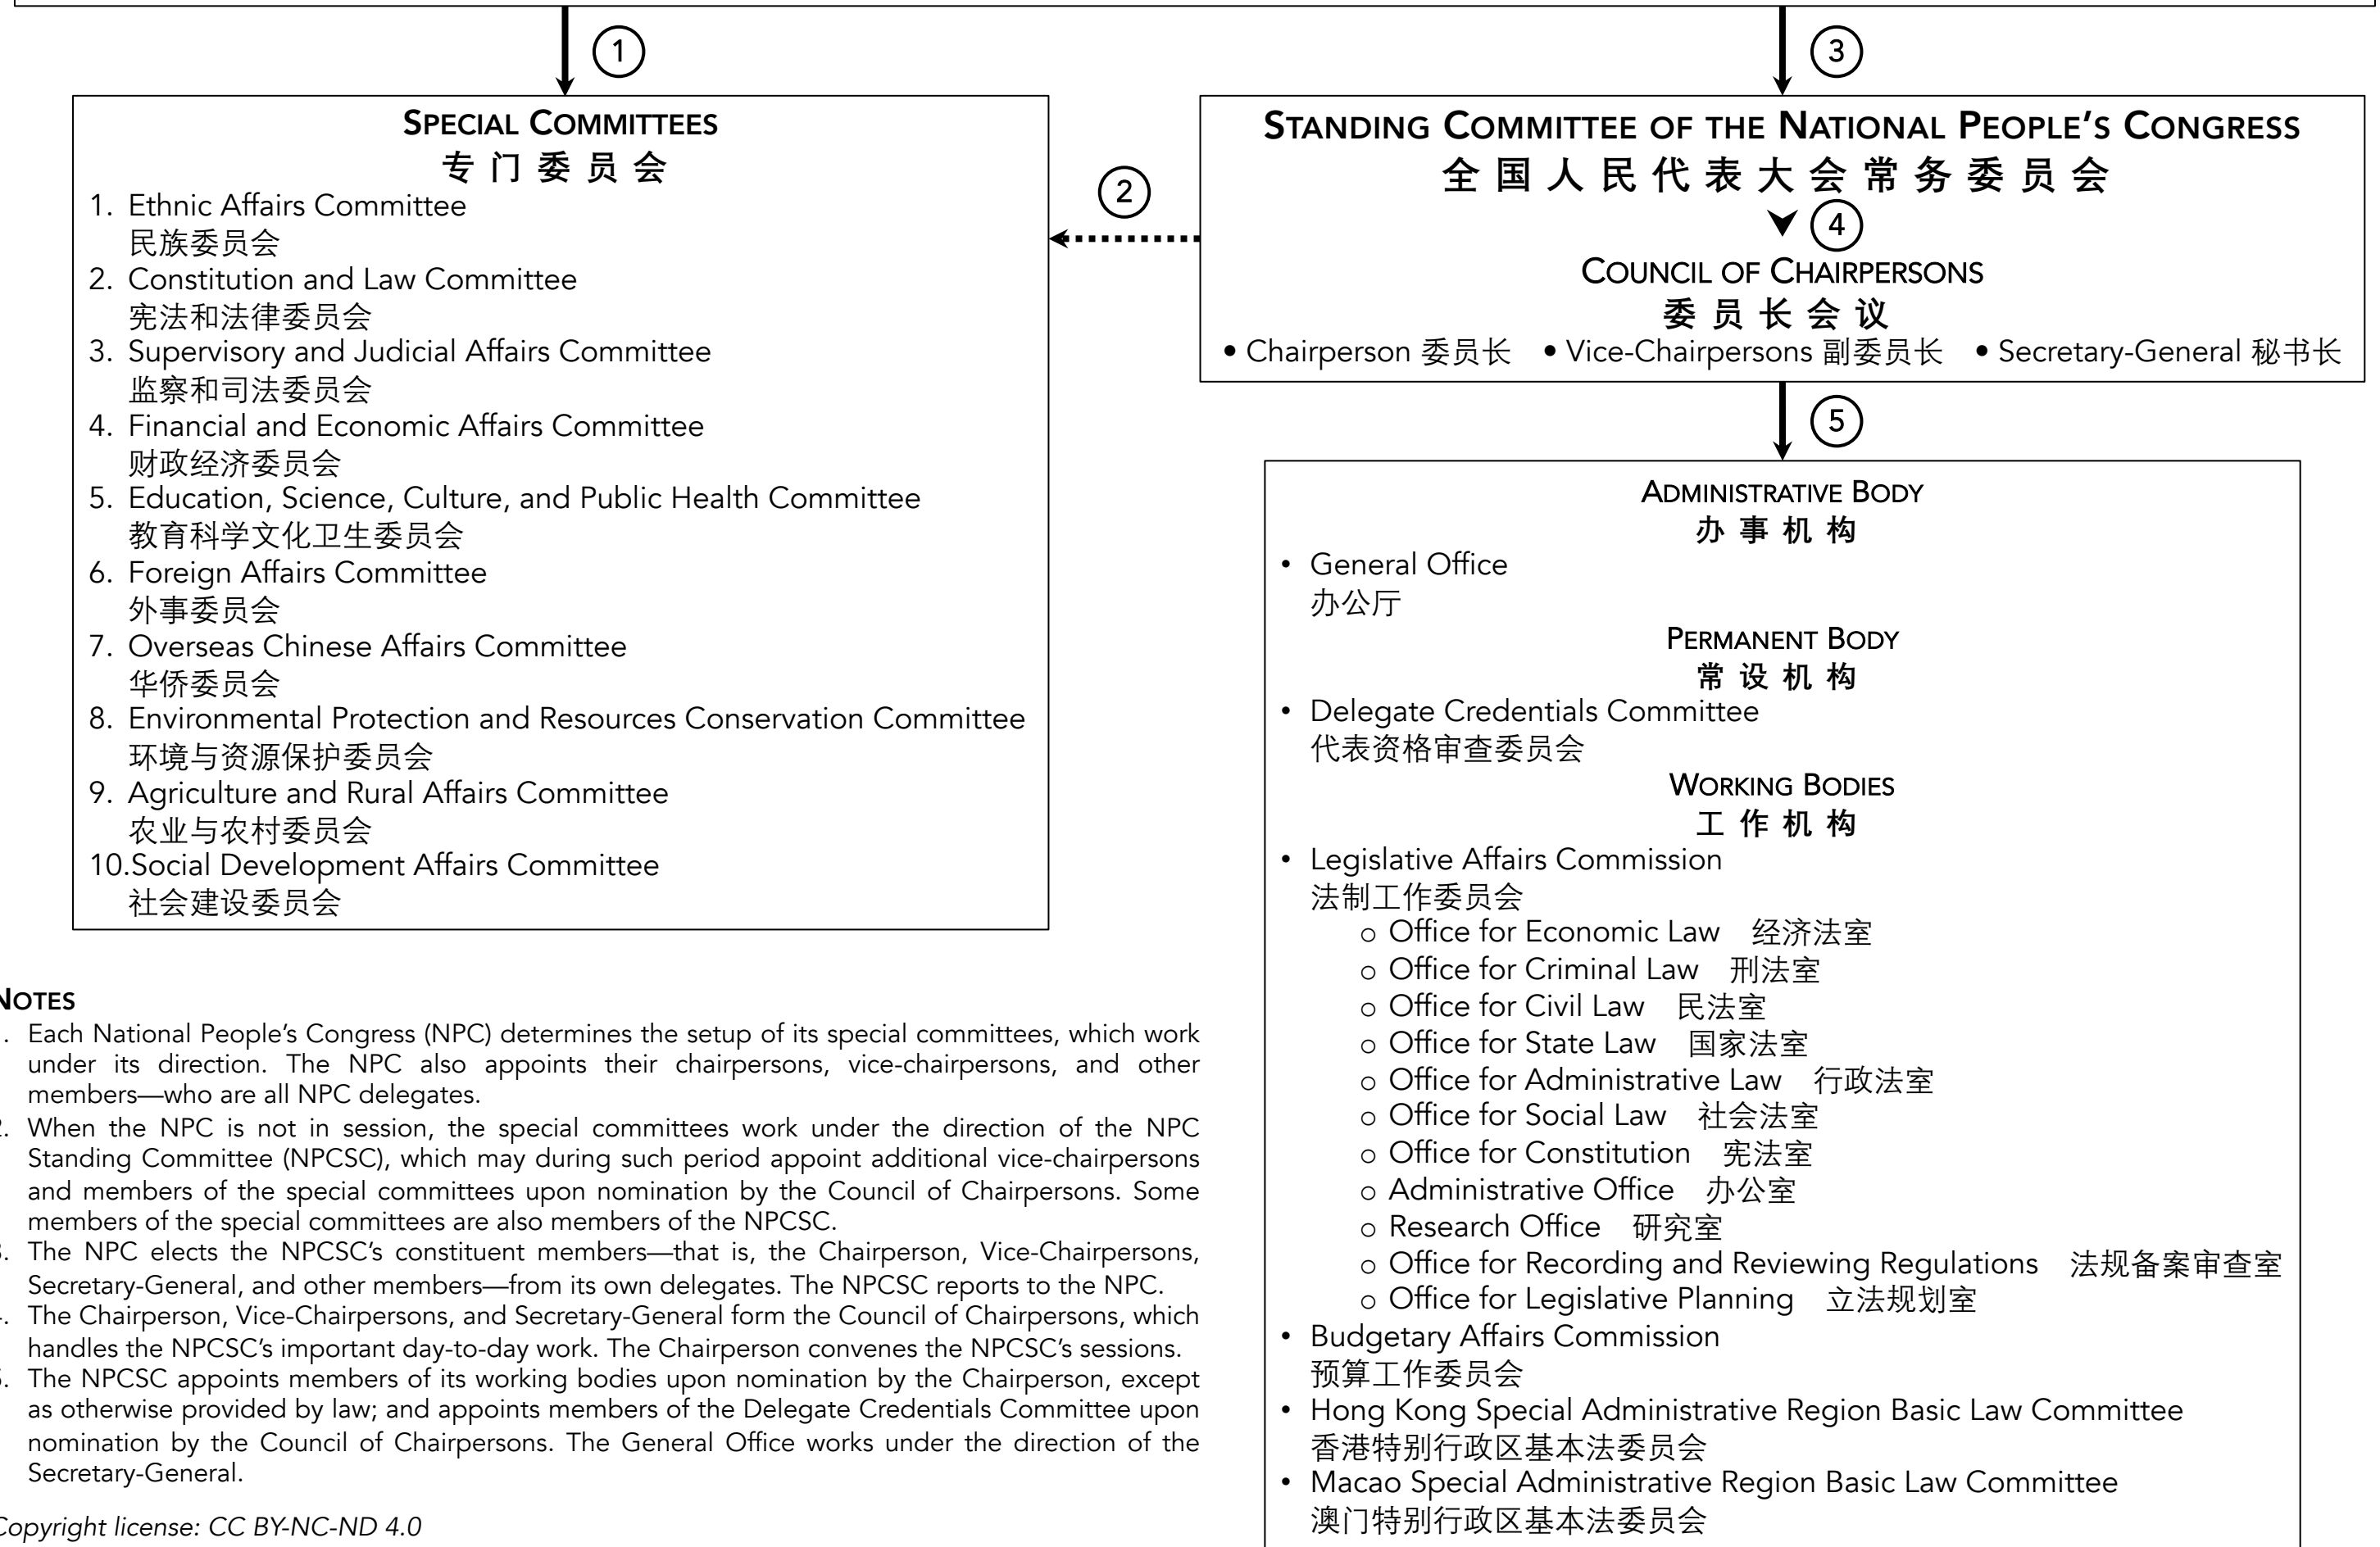 ①
③
SPECIAL COMMITTEES
专门委员会
1. Ethnic Affairs Committee
民族委员会
2. Constitution and Law Committee
宪法和法律委员会
3. Supervisory and Judicial Affairs Committee
监察和司法委员会
4. Financial and Economic Affairs Committee
财政经济委员会
5. Education, Science, Culture, and Public Health Committee
教育科学文化卫生委员会
6. Foreign Affairs Committee
外事委员会
7. Overseas Chinese Affairs Committee
华侨委员会
8. Environmental Protection and Resources Conservation Committee
环境与资源保护委员会
9. Agriculture and Rural Affairs Committee
农业与农村委员会
10.Social Development Affairs Committee
社会建设委员会
②
STANDING COMMITTEE OF THE NATIONAL PEOPLE’S CONGRESS
全国人民代表大会常务委员会
④
COUNCIL OF CHAIRPERSONS
委员长会议
• Chairperson 委员长 • Vice-Chairpersons 副委员长 • Secretary-General 秘书长
⑤
ADMINISTRATIVE BODY
办事机构
• General Office
办公厅
PERMANENT BODY
常设机构
• Delegate Credentials Committee
代表资格审查委员会
WORKING BODIES
工作机构
• Legislative Affairs Commission
法制工作委员会
○ Office for Economic Law 经济法室
○ Office for Criminal Law 刑法室
○ Office for Civil Law 民法室
○ Office for State Law 国家法室
○ Office for Administrative Law 行政法室
○ Office for Social Law 社会法室
○ Office for Constitution 宪法室
○ Administrative Office 办公室
○ Research Office 研究室
○ Office for Recording and Reviewing Regulations 法规备案审查室
○ Office for Legislative Planning 立法规划室
• Budgetary Affairs Commission
预算工作委员会
• Hong Kong Special Administrative Region Basic Law Committee
香港特别行政区基本法委员会
• Macao Special Administrative Region Basic Law Committee
澳门特别行政区基本法委员会
NOTES
. Each National People’s Congress (NPC) determines the setup of its special committees, which work
under its direction. The NPC also appoints their chairpersons, vice-chairpersons, and other
members—who are all NPC delegates.
2. When the NPC is not in session, the special committees work under the direction of the NPC
Standing Committee (NPCSC), which may during such period appoint additional vice-chairpersons
and members of the special committees upon nomination by the Council of Chairpersons. Some
members of the special committees are also members of the NPCSC.
3. The NPC elects the NPCSC’s constituent members—that is, the Chairperson, Vice-Chairpersons,
Secretary-General, and other members—from its own delegates. The NPCSC reports to the NPC.
. The Chairperson, Vice-Chairpersons, and Secretary-General form the Council of Chairpersons, which
handles the NPCSC’s important day-to-day work. The Chairperson convenes the NPCSC’s sessions.
5. The NPCSC appoints members of its working bodies upon nomination by the Chairperson, except
as otherwise provided by law; and appoints members of the Delegate Credentials Committee upon
nomination by the Council of Chairpersons. The General Office works under the direction of the
Secretary-General.
Copyright license: CC BY-NC-ND 4.0